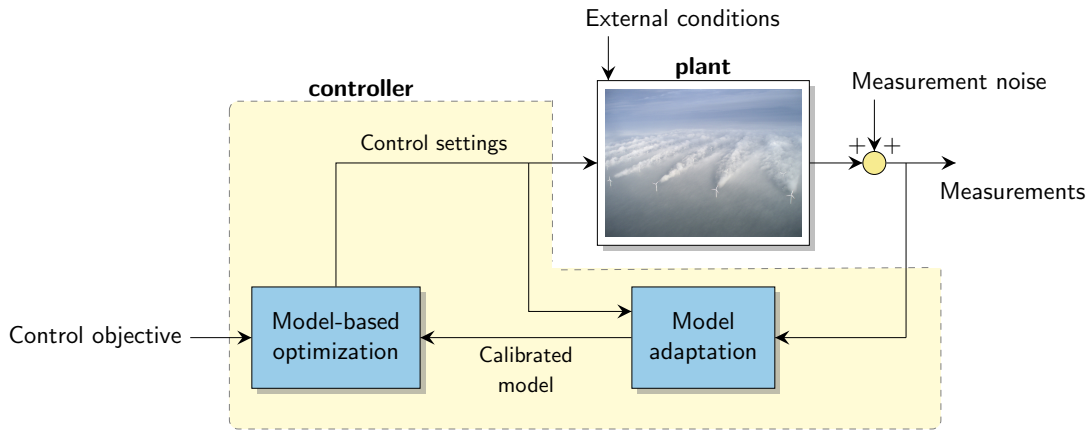 External conditions
plant
controller
Measurement noise
Control settings
+ +
Measurements
Control objective
Model-based
optimization
Model
adaptation
Calibrated
model